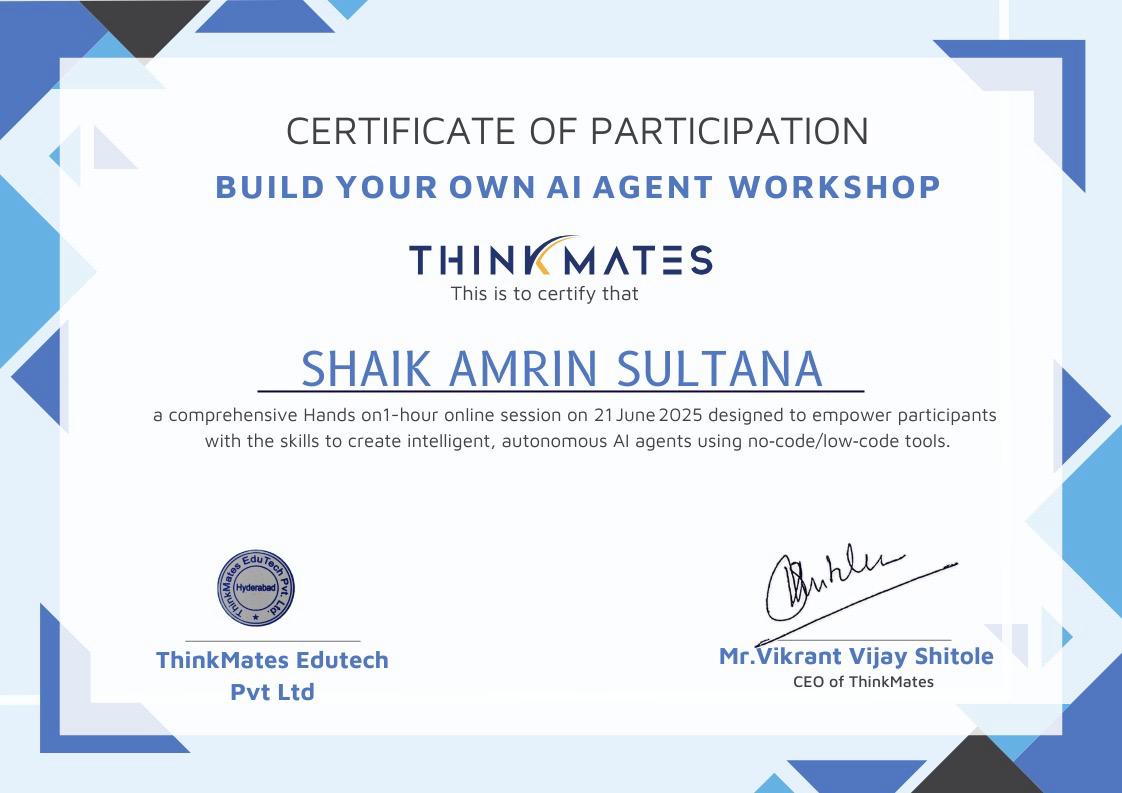 CERTIFICATE OF PARTICIPATION
BUILD YOUR OWN AI AGENT WORKSHOP
THINKMATES
This is to certify that
SHAIK AMRIN SULTANA
a comprehensive Hands on1-hour online session on 21 June 2025 designed to empower participants
with the skills to create intelligent, autonomous AI agents using no-code/low-code tools.
ThinkMates EduTech Pvt. Ltd.
Hyderabad
ThinkMates Edutech
Pvt Ltd
Mr.Vikrant Vijay Shitole
CEO of ThinkMates